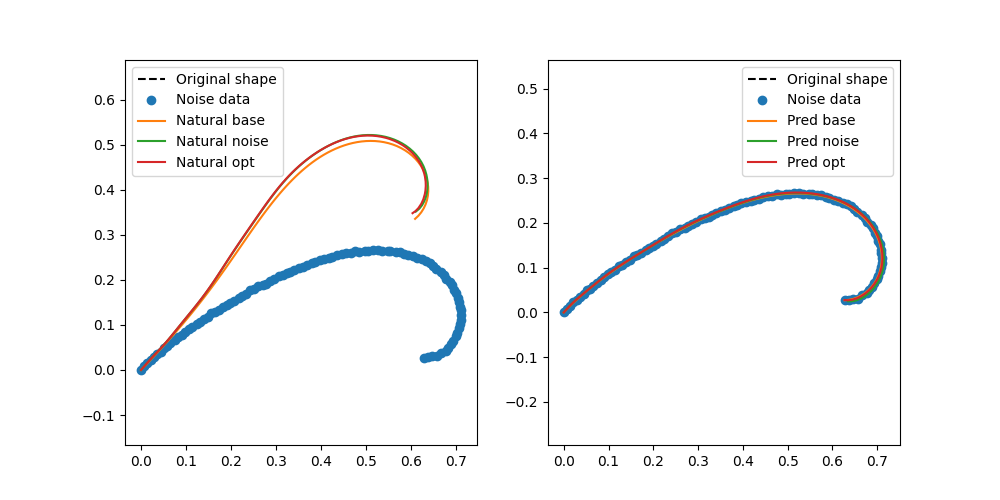 Original shape
Noise data
Natural base
Natural noise
Natural opt
0.6
0.5
0.4
0.3
0.2
0.1
0.0
−0.1
0.0 0.1 0.2 0.3 0.4 0.5 0.6 0.7
Original shape
Noise data
Pred base
Pred noise
Pred opt
0.5
0.4
0.3
0.2
0.1
0.0
−0.1
−0.2
0.0 0.1 0.2 0.3 0.4 0.5 0.6 0.7